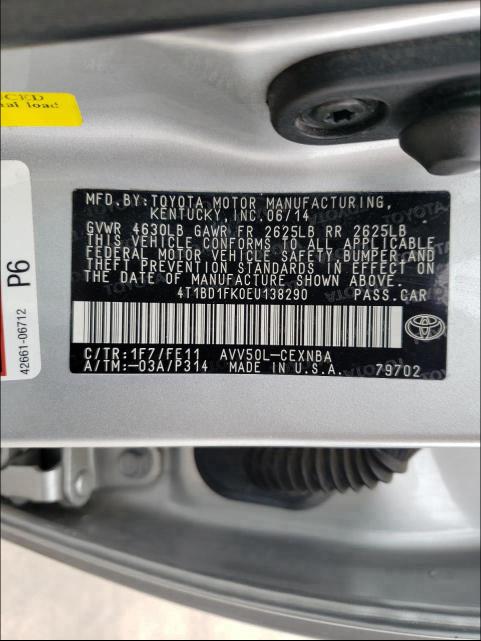 CED
al load
P6
42661-06712
MFD.BY:TOYOTA MOTOR MANUFACTURING,
KENTUCKY,INC.06/14
GVWR 4630LB GAWR FR 2625LB RR 2625LB
THIS VEHICLE CONFORMS TO ALL APPLICABLE
FEDERAL MOTOR VEHICLE SAFETY BUMPER AND
THEFT PREVENTION STANDARDS IN EFFECT ON
THE DATE OF MANUFACTURE SHOWN ABOVE.
4T1BD1FK0EU138290 PASS.CAR
C/TR:1F7/FE11 AVV50L-CEXNBA
A/TM:-03A/P314 MADE IN U.S.A. 79702
TOYOTA